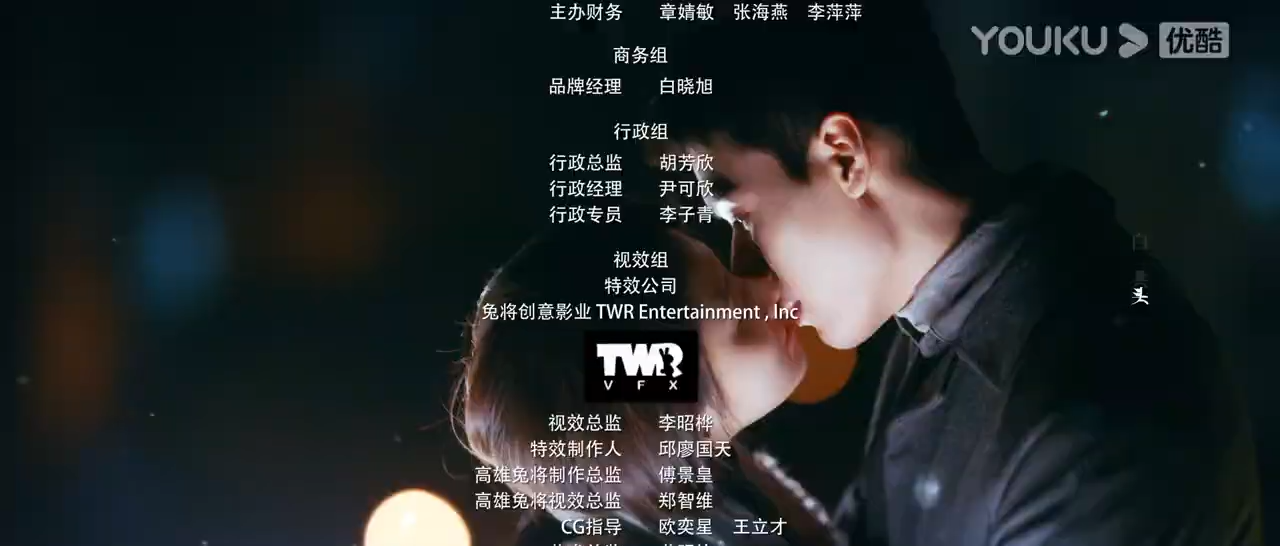 主办财务 章婧敏 张海燕 李萍萍
YOUKU 优酷
商务组
品牌经理 白晓旭
行政组
行政总监 胡芳欣
行政经理 尹可欣
行政专员 李子青
视效组
特效公司
兔将创意影业 TWR Entertainment , Inc
TWR
VFX
视效总监 李昭桦
特效制作人 邱廖国天
高雄兔将制作总监 傅景皇
高雄兔将视效总监 郑智维
CG指导 欧奕星 王立才
白
头